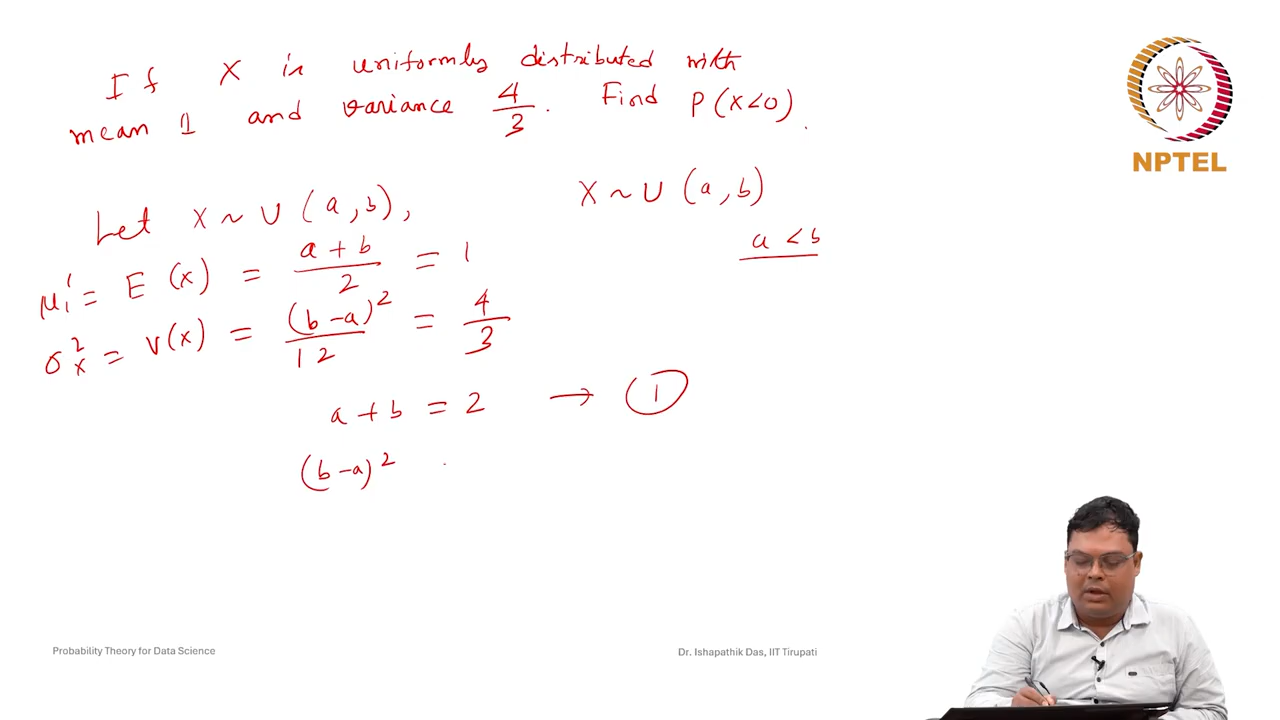 If X is uniformly distributed with
mean 1 and variance 4/3. Find P(X<0).
Let X ~ U (a, b),
X ~ U (a, b)
a < b
μ₁' = E (X) = (a + b)/2 = 1
σ²ₓ = V(X) = (b-a)²/12 = 4/3
a + b = 2 → ①
(b-a)²
NPTEL
Probability Theory for Data Science
Dr. Ishapathik Das, IIT Tirupati